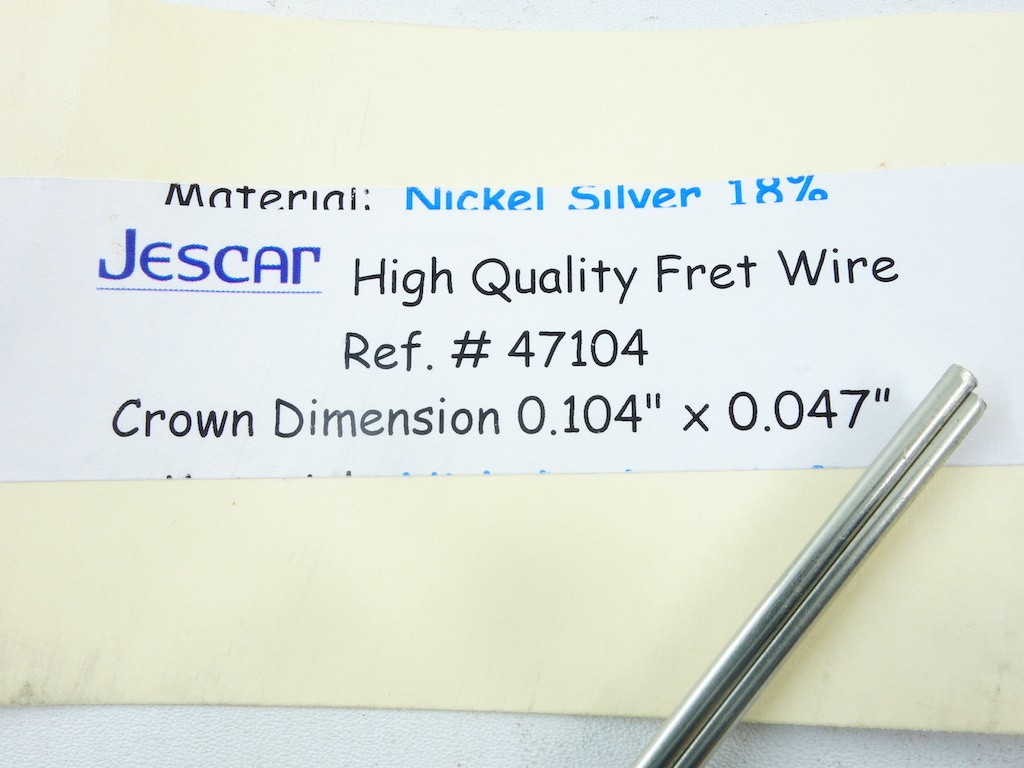 Material: Nickel Silver 18%
JESCAR High Quality Fret Wire
Ref. # 47104
Crown Dimension 0.104" x 0.047"